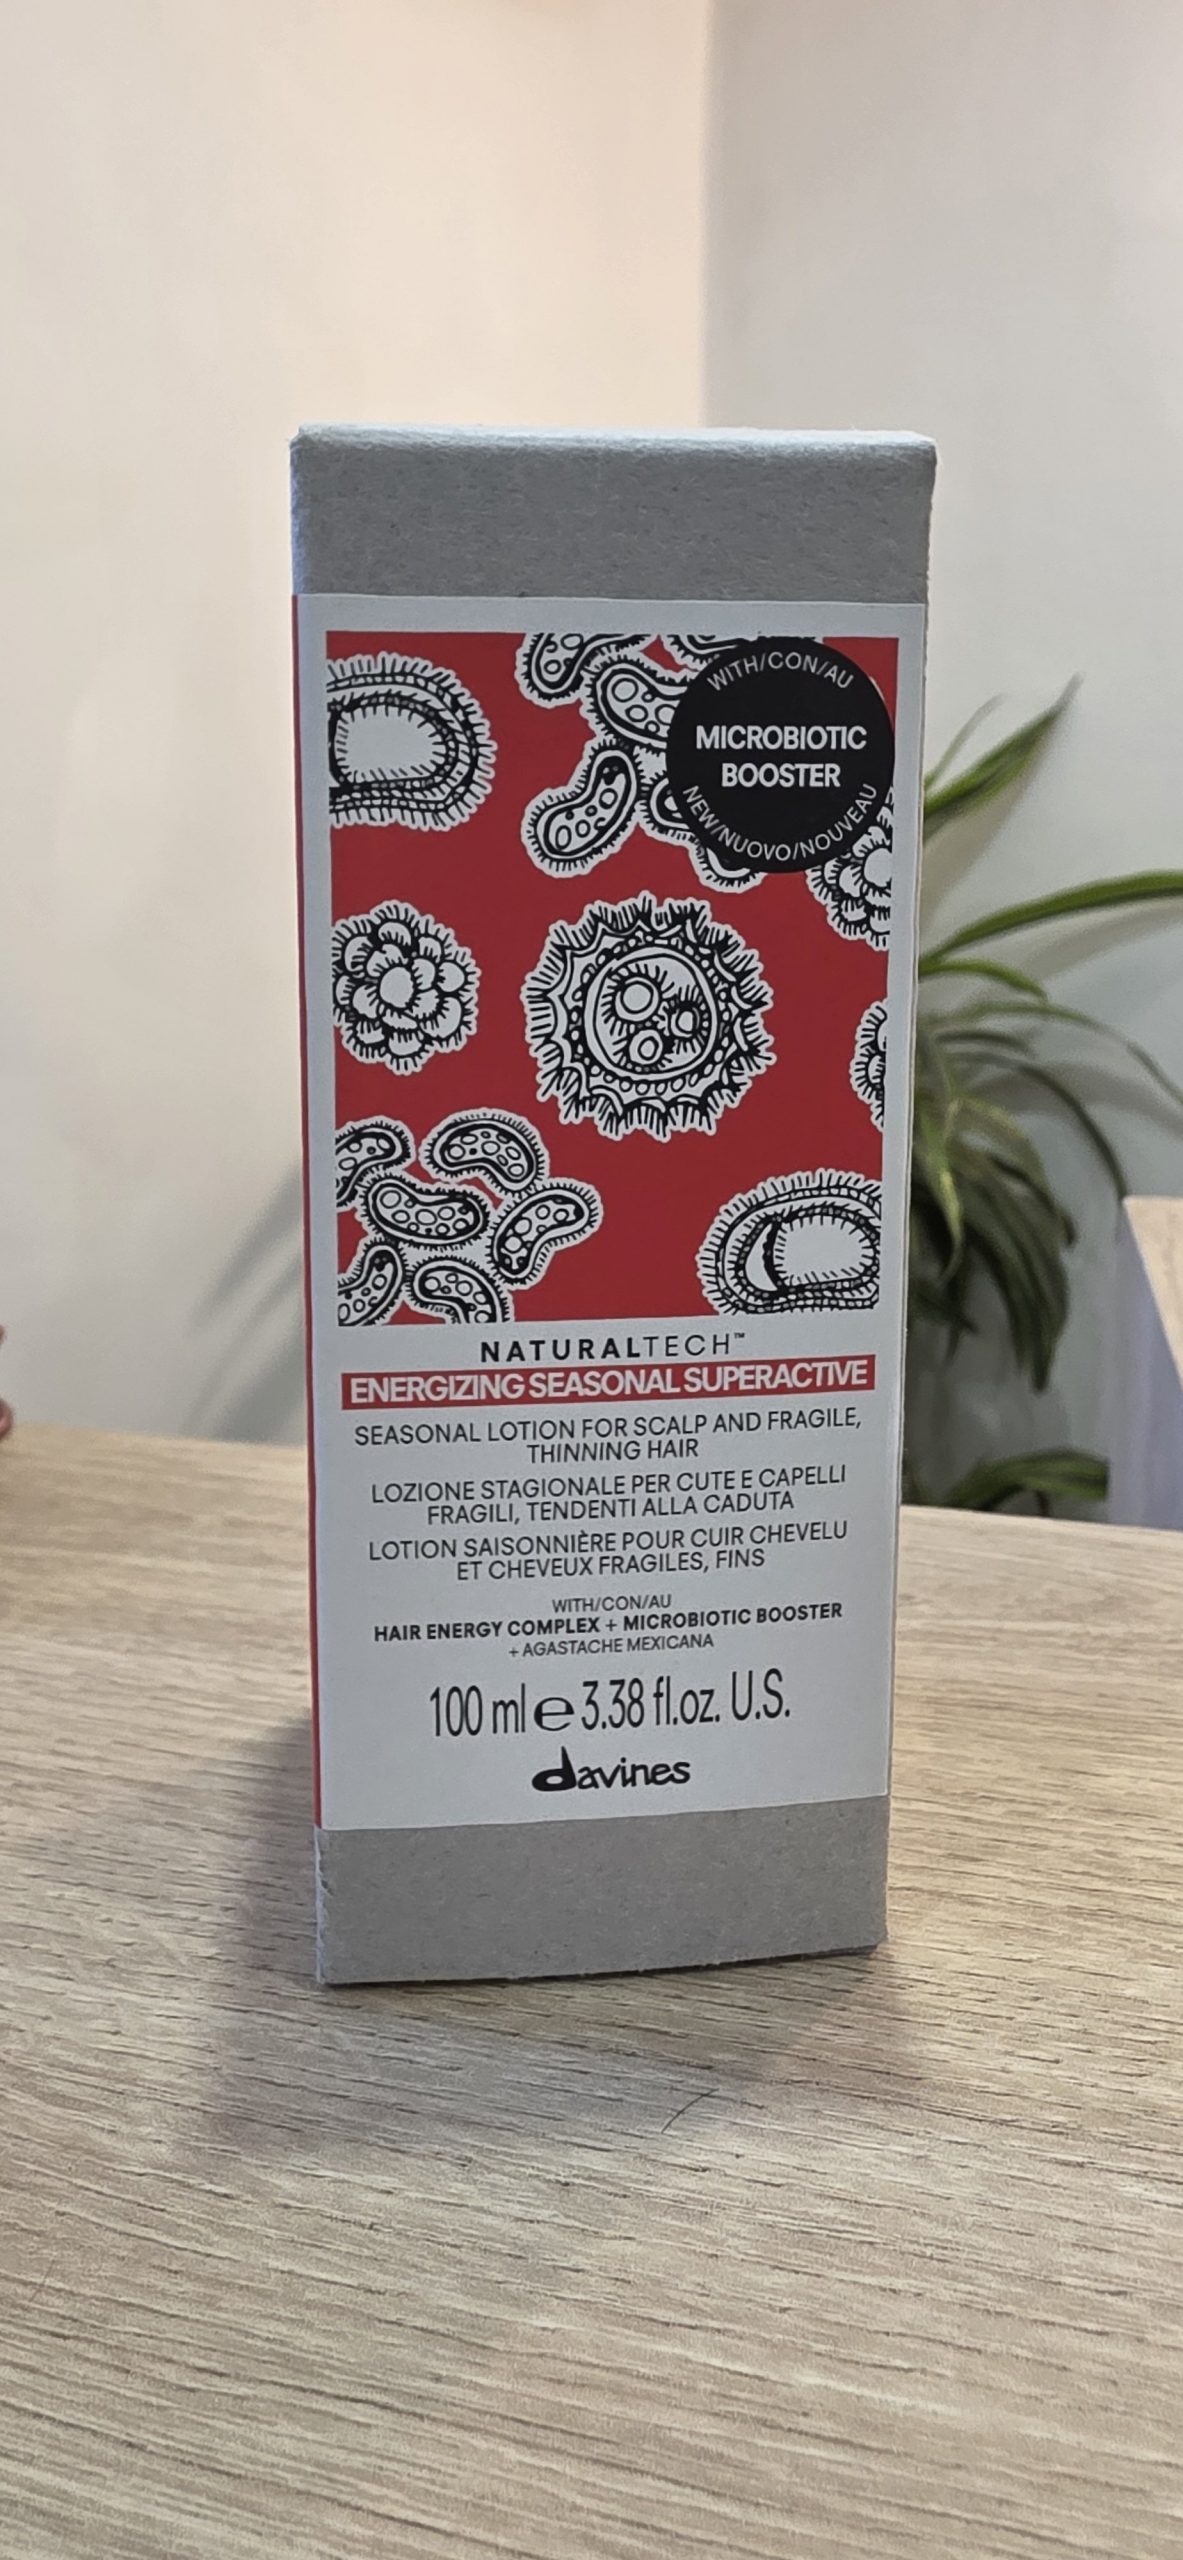 WITH/CON/AU
MICROBIOTIC
BOOSTER
NEW/NUOVO/NOUVEAU
NATURALTECH™
ENERGIZING SEASONAL SUPERACTIVE
SEASONAL LOTION FOR SCALP AND FRAGILE,
THINNING HAIR
LOZIONE STAGIONALE PER CUTE E CAPELLI
FRAGILI, TENDENTI ALLA CADUTA
LOTION SAISONNIÈRE POUR CUIR CHEVELU
ET CHEVEUX FRAGILES, FINS
WITH/CON/AU
HAIR ENERGY COMPLEX + MICROBIOTIC BOOSTER
+ AGASTACHE MEXICANA
100 ml e 3.38 fl.oz. U.S.
davines